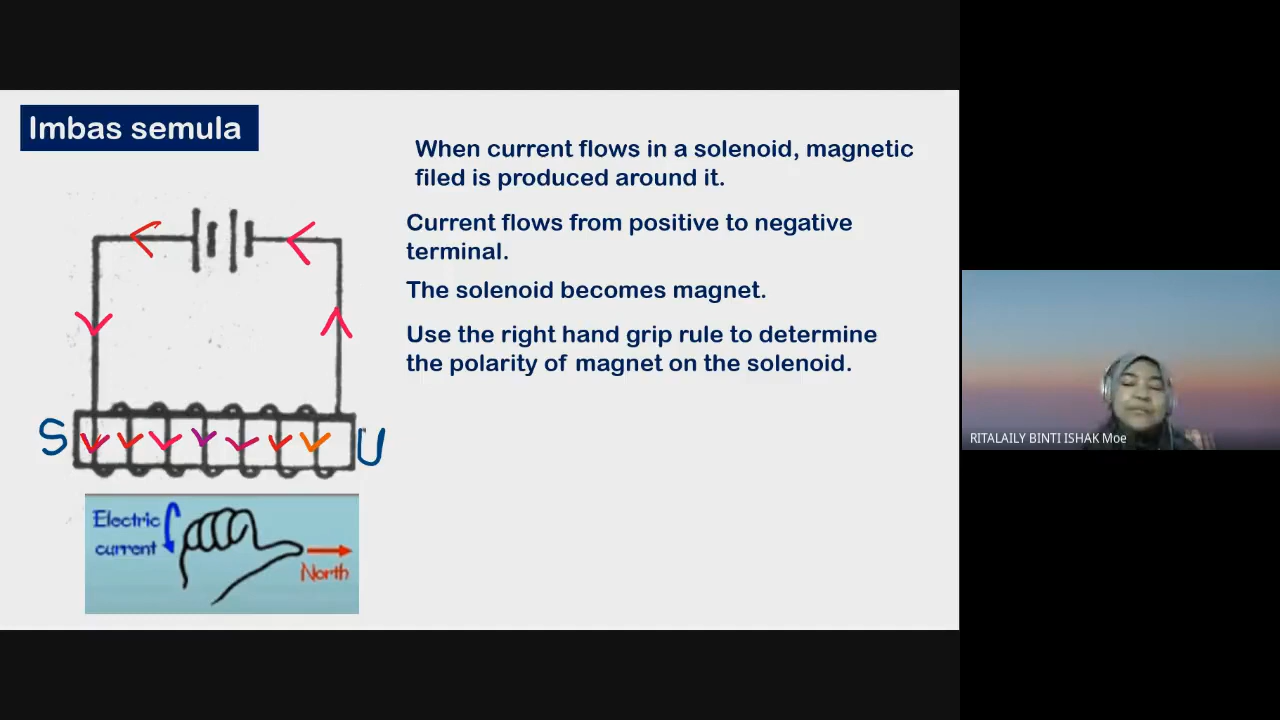 Imbas semula
When current flows in a solenoid, magnetic
filed is produced around it.
Current flows from positive to negative
terminal.
The solenoid becomes magnet.
Use the right hand grip rule to determine
the polarity of magnet on the solenoid.
S U
Electric
current
North
RITALAILY BINTI ISHAK Moe